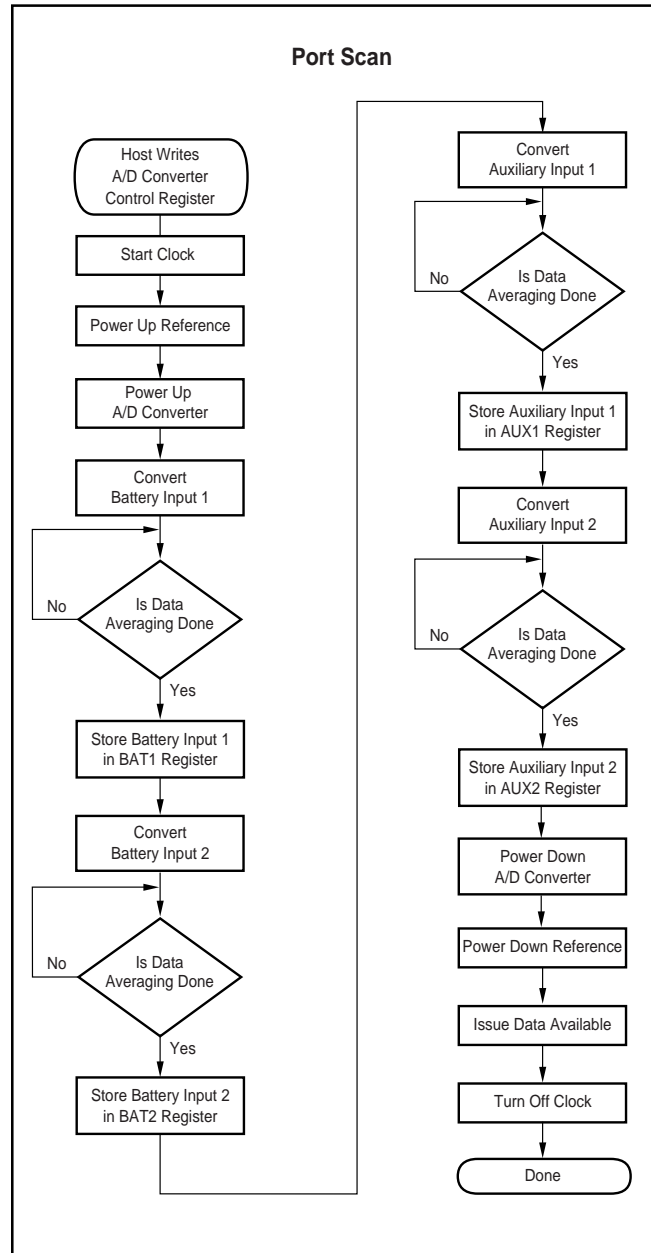 Port Scan
Host Writes
A/D Converter
Control Register
Start Clock
Power Up Reference
Power Up
A/D Converter
Convert
Battery Input 1
Is Data
Averaging Done
No
Yes
Store Battery Input 1
in BAT1 Register
Convert
Battery Input 2
Is Data
Averaging Done
No
Yes
Store Battery Input 2
in BAT2 Register
Convert
Auxiliary Input 1
Is Data
Averaging Done
No
Yes
Store Auxiliary Input 1
in AUX1 Register
Convert
Auxiliary Input 2
Is Data
Averaging Done
No
Yes
Store Auxiliary Input 2
in AUX2 Register
Power Down
A/D Converter
Power Down Reference
Issue Data Available
Turn Off Clock
Done